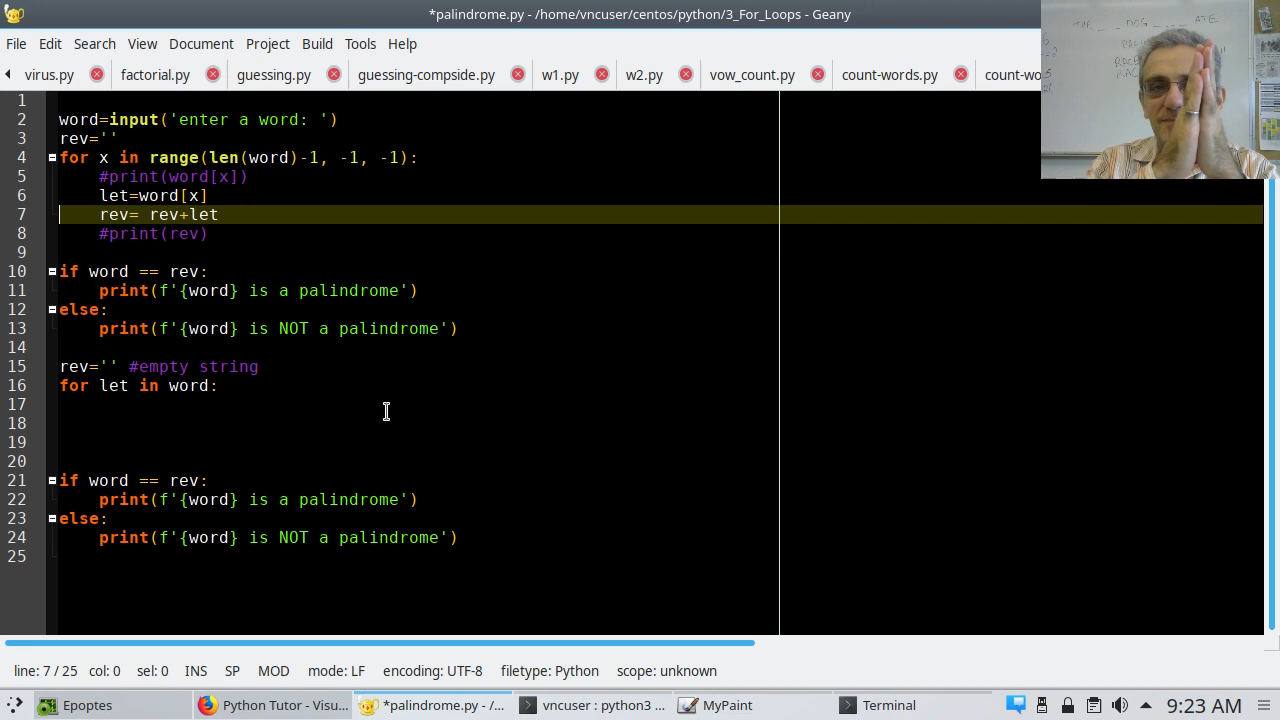 *palindrome.py - /home/vncuser/centos/python/3_For_Loops - Geany
File Edit Search View Document Project Build Tools Help
virus.py factorial.py guessing.py guessing-compside.py w1.py w2.py vow_count.py count-words.py count-wo
THE DOG ATE
1
2 word=input('enter a word: ')
3 rev=''
4 for x in range(len(word)-1, -1, -1):
5 #print(word[x])
6 let=word[x]
7 rev= rev+let
8 #print(rev)
9
10 if word == rev:
11 print(f'{word} is a palindrome')
12 else:
13 print(f'{word} is NOT a palindrome')
14
15 rev='' #empty string
16 for let in word:
17
18
19
20
21 if word == rev:
22 print(f'{word} is a palindrome')
23 else:
24 print(f'{word} is NOT a palindrome')
25
line: 7 / 25 col: 0 sel: 0 INS SP MOD mode: LF encoding: UTF-8 filetype: Python scope: unknown
Epoptes Python Tutor - Visu... *palindrome.py - /... vncuser : python3 ... MyPaint Terminal 9:23 AM